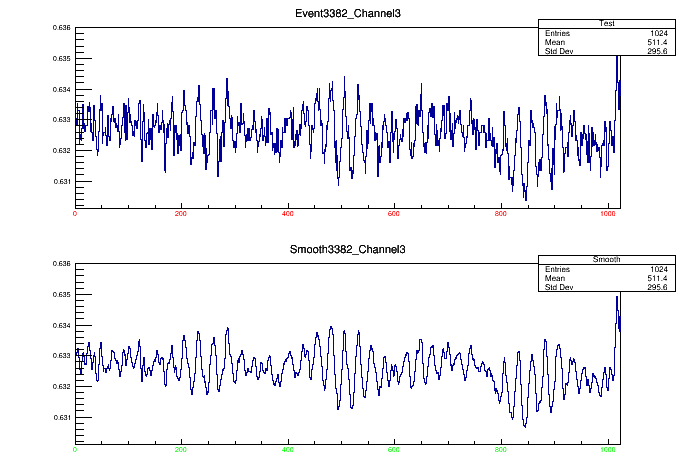 Event3382_Channel3
Test
Entries 1024
Mean 511.4
Std Dev 295.6
0.636
0.635
0.634
0.633
0.632
0.631
0 200 400 600 800 1000
Smooth3382_Channel3
Smooth
Entries 1024
Mean 511.4
Std Dev 295.6
0.636
0.635
0.634
0.633
0.632
0.631
0 200 400 600 800 1000